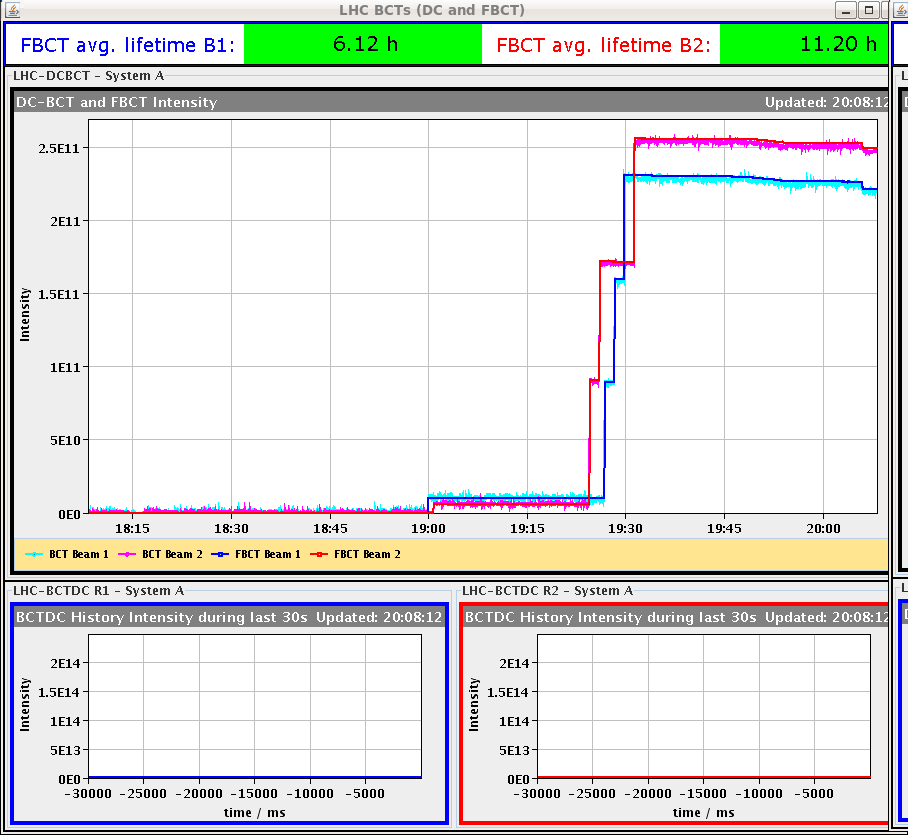 LHC BCTs (DC and FBCT)
FBCT avg. lifetime B1: 6.12 h FBCT avg. lifetime B2: 11.20 h
LHC-DCBCT - System A
DC-BCT and FBCT Intensity Updated: 20:08:12
2.5E11
2E11
1.5E11
1E11
5E10
0E0
Intensity
18:15 18:30 18:45 19:00 19:15 19:30 19:45 20:00
BCT Beam 1 BCT Beam 2 FBCT Beam 1 FBCT Beam 2
LHC-BCTDC R1 - System A
BCTDC History Intensity during last 30s Updated: 20:08:12
2E14
1.5E14
1E14
5E13
0E0
Intensity
-30000 -25000 -20000 -15000 -10000 -5000
time / ms
LHC-BCTDC R2 - System A
BCTDC History Intensity during last 30s Updated: 20:08:12
2E14
1.5E14
1E14
5E13
0E0
Intensity
-30000 -25000 -20000 -15000 -10000 -5000
time / ms